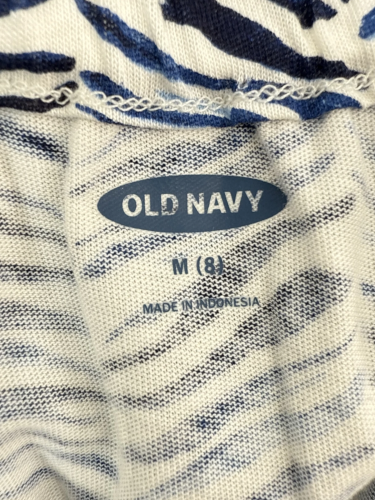 OLD NAVY
M (8)
MADE IN INDONESIA